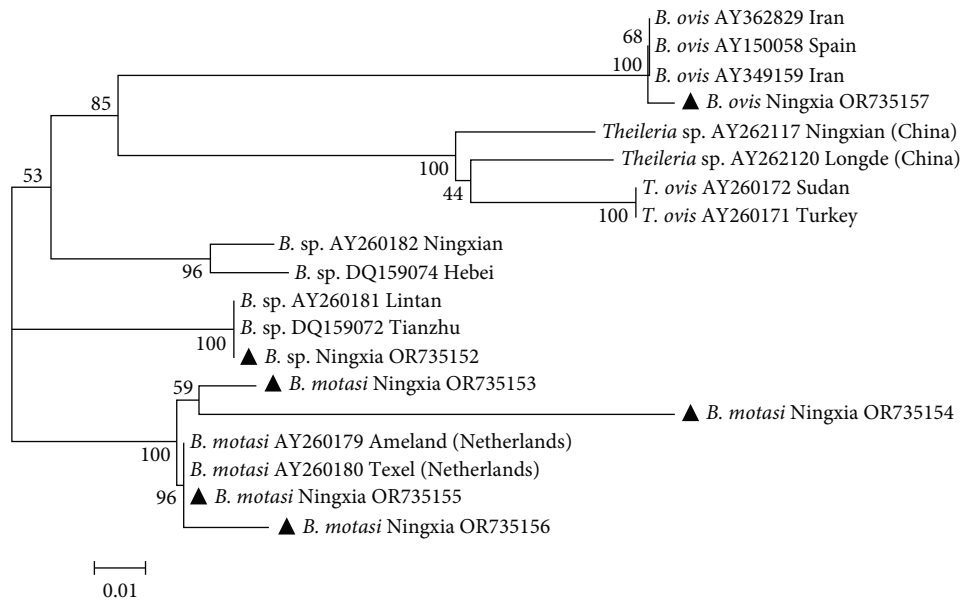 B. ovis AY362829 Iran
68
B. ovis AY150058 Spain
100
B. ovis AY349159 Iran
▲ B. ovis Ningxia OR735157
85
Theileria sp. AY262117 Ningxian (China)
100
Theileria sp. AY262120 Longde (China)
44
T. ovis AY260172 Sudan
100
T. ovis AY260171 Turkey
53
B. sp. AY260182 Ningxian
96
B. sp. DQ159074 Hebei
B. sp. AY260181 Lintan
B. sp. DQ159072 Tianzhu
100
▲ B. sp. Ningxia OR735152
59
▲ B. motasi Ningxia OR735153
▲ B. motasi Ningxia OR735154
100
B. motasi AY260179 Ameland (Netherlands)
B. motasi AY260180 Texel (Netherlands)
96
▲ B. motasi Ningxia OR735155
▲ B. motasi Ningxia OR735156
0.01